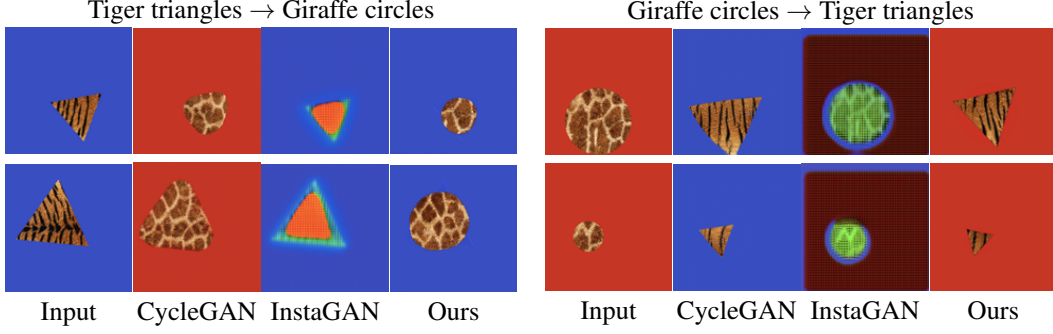 Tiger triangles → Giraffe circles
Giraffe circles → Tiger triangles
Input CycleGAN InstaGAN Ours
Input CycleGAN InstaGAN Ours